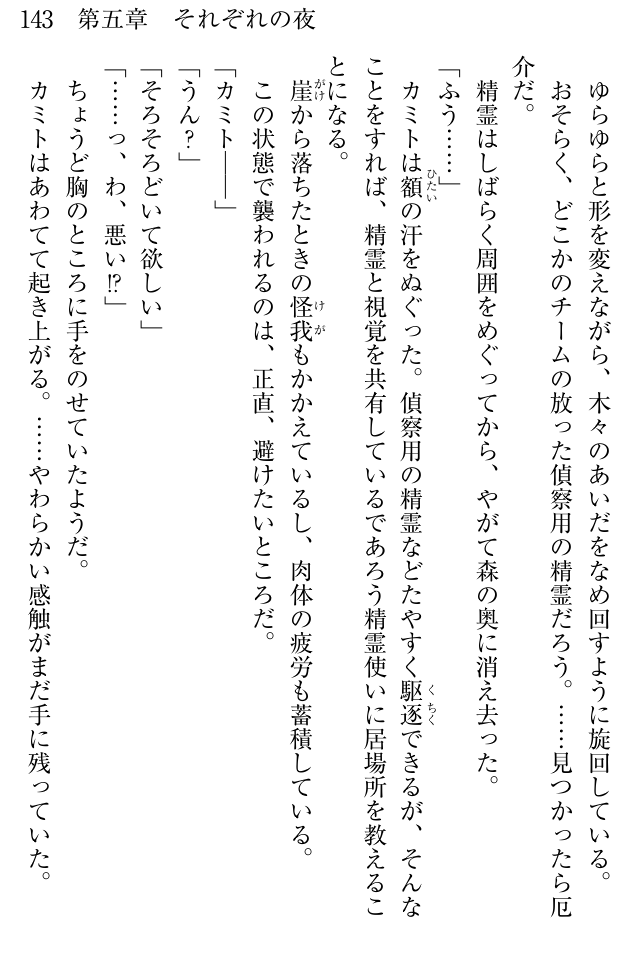 143 第五章 それぞれの夜
ゆらゆらと形を変えながら、木々のあいだをなめ回すように旋回している。
おそらく、どこかのチームの放った偵察用の精霊だろう。……見つかったら厄
介だ。
精霊はしばらく周囲をめぐってから、やがて森の奥に消え去った。
「ふう……」
カミトは額の汗をぬぐった。偵察用の精霊などたやすく駆逐できるが、そんな
ことをすれば、精霊と視覚を共有しているであろう精霊使いに居場所を教えるこ
とになる。
崖から落ちたときの怪我もかかえているし、肉体の疲労も蓄積している。
この状態で襲われるのは、正直、避けたいところだ。
「カミト――」
「うん？」
「そろそろどいて欲しい」
「……っ、わ、悪い!?」
ちょうど胸のところに手をのせていたようだ。
カミトはあわてて起き上がる。……やわらかい感触がまだ手に残っていた。